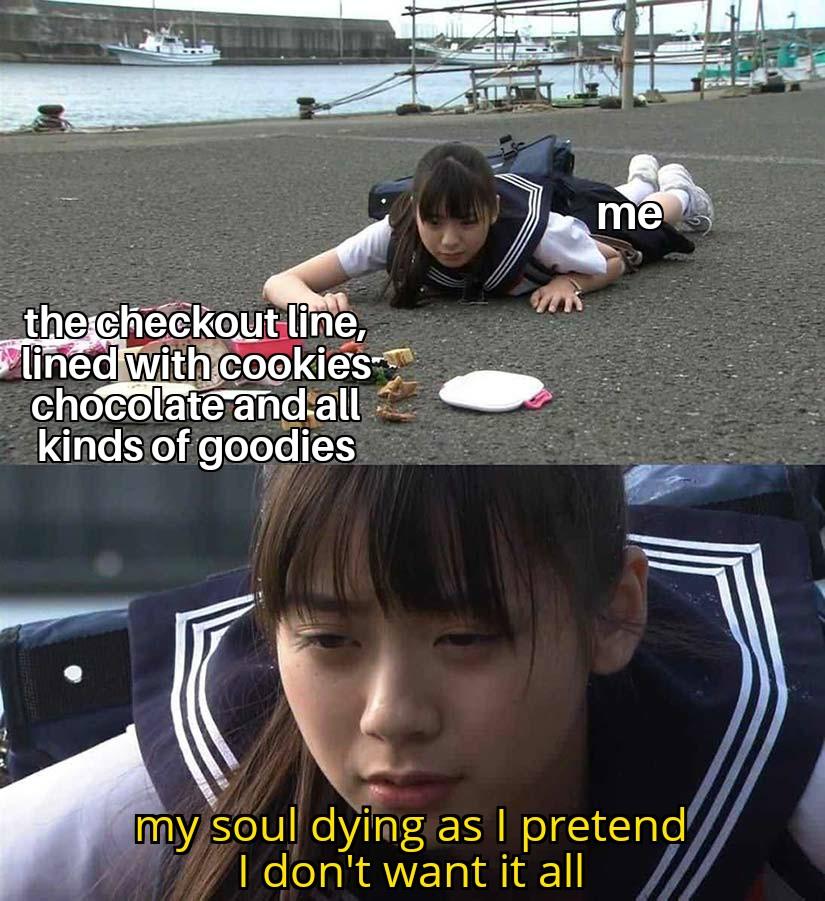 me
the checkout line,
lined with cookies
chocolate and all
kinds of goodies
my soul dying as I pretend
I don't want it all